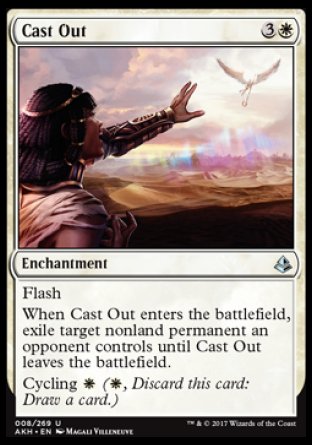 Cast Out 3
Enchantment
Flash
When Cast Out enters the battlefield,
exile target nonland permanent an
opponent controls until Cast Out
leaves the battlefield.
Cycling (, Discard this card:
Draw a card.)
008/269 U
AKH • EN MAGALI VILLENEUVE
™ & © 2017 Wizards of the Coast